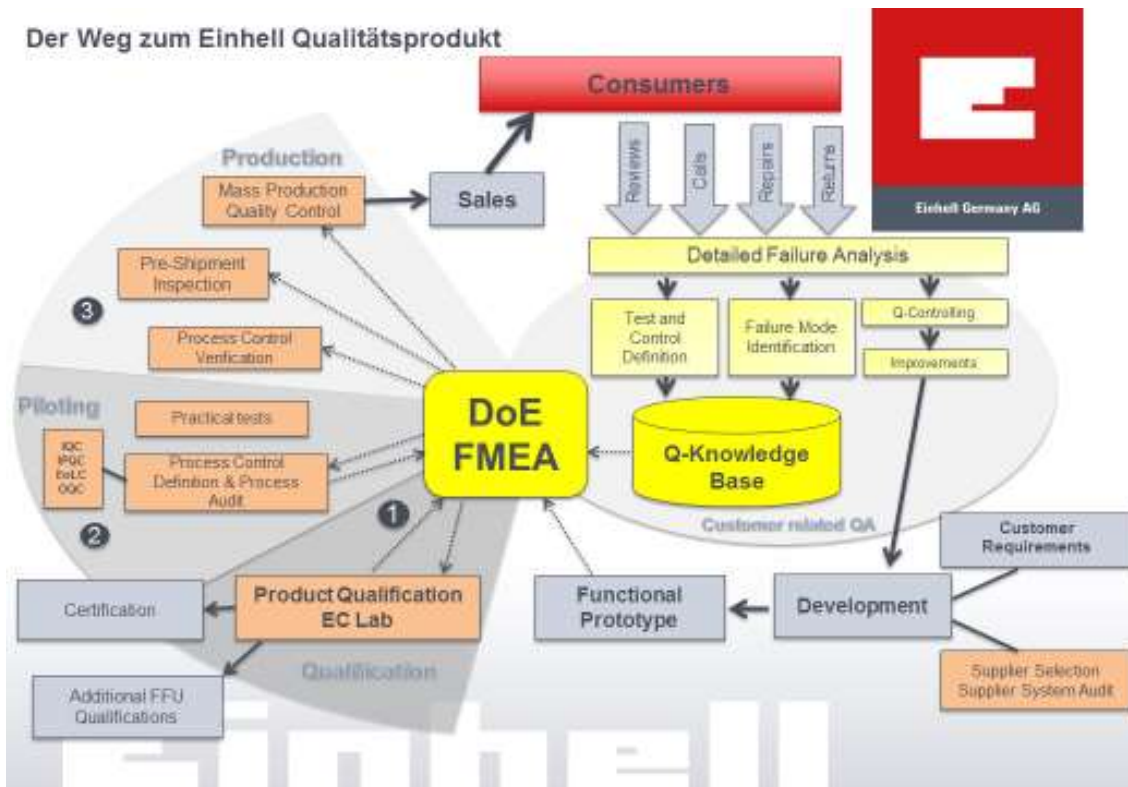 Der Weg zum Einhell Qualitätsprodukt
Consumers
Einhell Germany AG
Reviews
Calls
Repairs
Returns
Production
Mass Production
Quality Control
Sales
Detailed Failure Analysis
Pre-Shipment
Inspection
3
Process Control
Verification
Test and
Control
Definition
Failure Mode
Identification
Q-Controlling
Improvements
Piloting
Practical tests
IQC
IPQC
EoLC
OQC
Process Control
Definition & Process
Audit
2
1
DoE
FMEA
Q-Knowledge
Base
Customer related QA
Customer
Requirements
Certification
Product Qualification
EC Lab
Functional
Prototype
Development
Qualification
Additional FFU
Qualifications
Supplier Selection
Supplier System Audit
Einhell